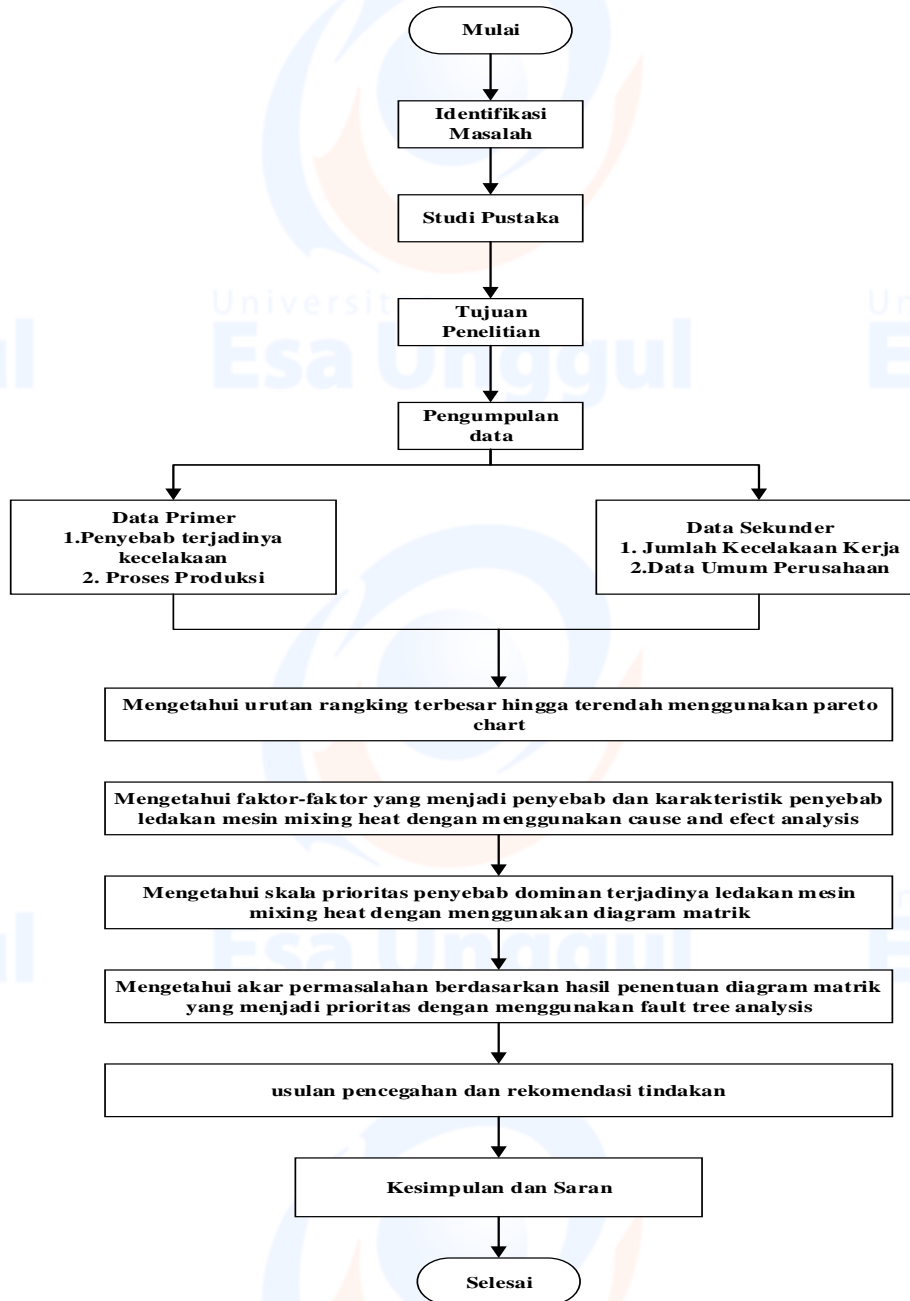 Mulai
Identifikasi
Masalah
Studi Pustaka
Universit
Esa Unggul
Tujuan
Penelitian
ul
Un
E
Pengumpulan
data
Data Primer
1.Penyebab terjadinya
kecelakaan
2. Proses Produksi
Data Sekunder
1. Jumlah Kecelakaan Kerja
2.Data Umum Perusahaan
Mengetahui urutan rangking terbesar hingga terendah menggunakan pareto
chart
Mengetahui faktor-faktor yang menjadi penyebab dan karakteristik penyebab
ledakan mesin mixing heat dengan menggunakan cause and efect analysis
Mengetahui skala prioritas penyebab dominan terjadinya ledakan mesin
mixing heat dengan menggunakan diagram matrik
ul
Esa Unggul
E
Mengetahui akar permasalahan berdasarkan hasil penentuan diagram matrik
yang menjadi prioritas dengan menggunakan fault tree analysis
usulan pencegahan dan rekomendasi tindakan
Kesimpulan dan Saran
Selesai